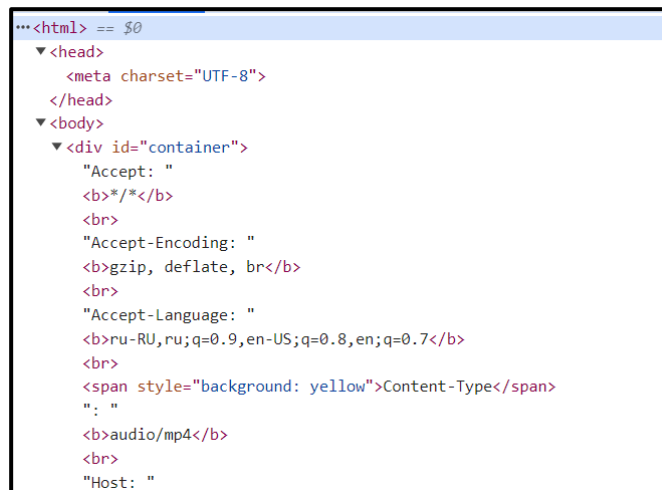 ···<html> == $0
▼<head>
<meta charset="UTF-8">
</head>
▼<body>
▼<div id="container">
"Accept: "
<b>*/*</b>
<br>
"Accept-Encoding: "
<b>gzip, deflate, br</b>
<br>
"Accept-Language: "
<b>ru-RU,ru;q=0.9,en-US;q=0.8,en;q=0.7</b>
<br>
<span style="background: yellow">Content-Type</span>
": "
<b>audio/mp4</b>
<br>
"Host: "